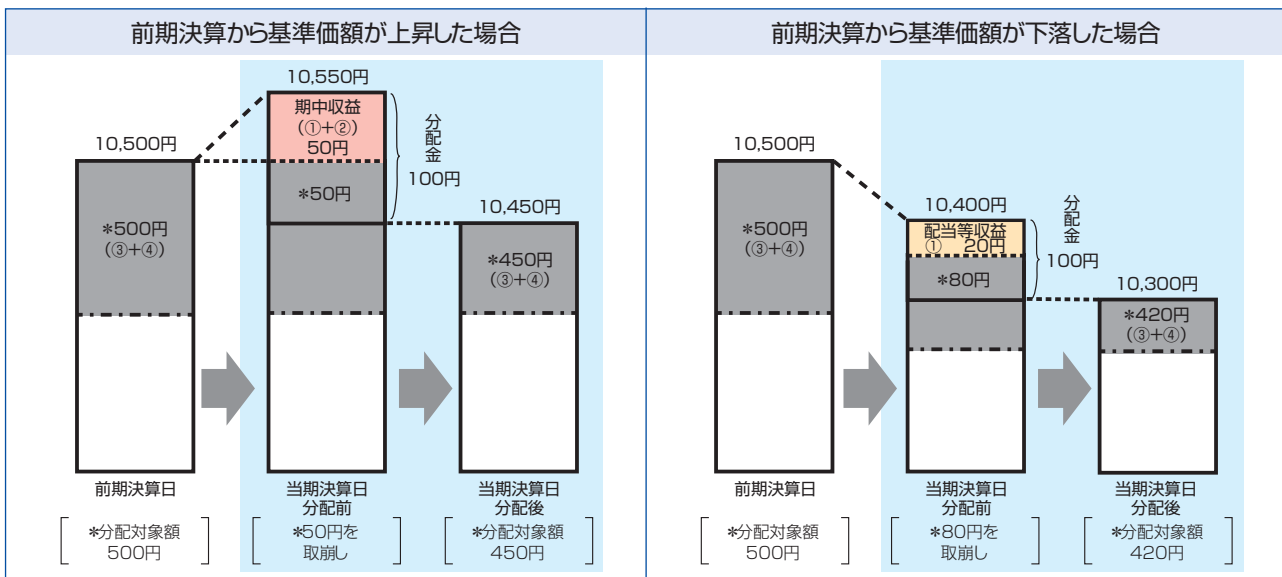 前期決算から基準価額が上昇した場合
10,550円
期中収益
(①+②)
50円
分配金
100円
10,500円
*500円
(③+④)
*50円
10,450円
*450円
(③+④)
前期決算日
当期決算日
分配前
当期決算日
分配後
*分配対象額
500円
*50円を
取崩し
*分配対象額
450円
前期決算から基準価額が下落した場合
10,500円
*500円
(③+④)
10,400円
配当等収益
① 20円
分配金
100円
*80円
10,300円
*420円
(③+④)
前期決算日
当期決算日
分配前
当期決算日
分配後
*分配対象額
500円
*80円を
取崩し
*分配対象額
420円